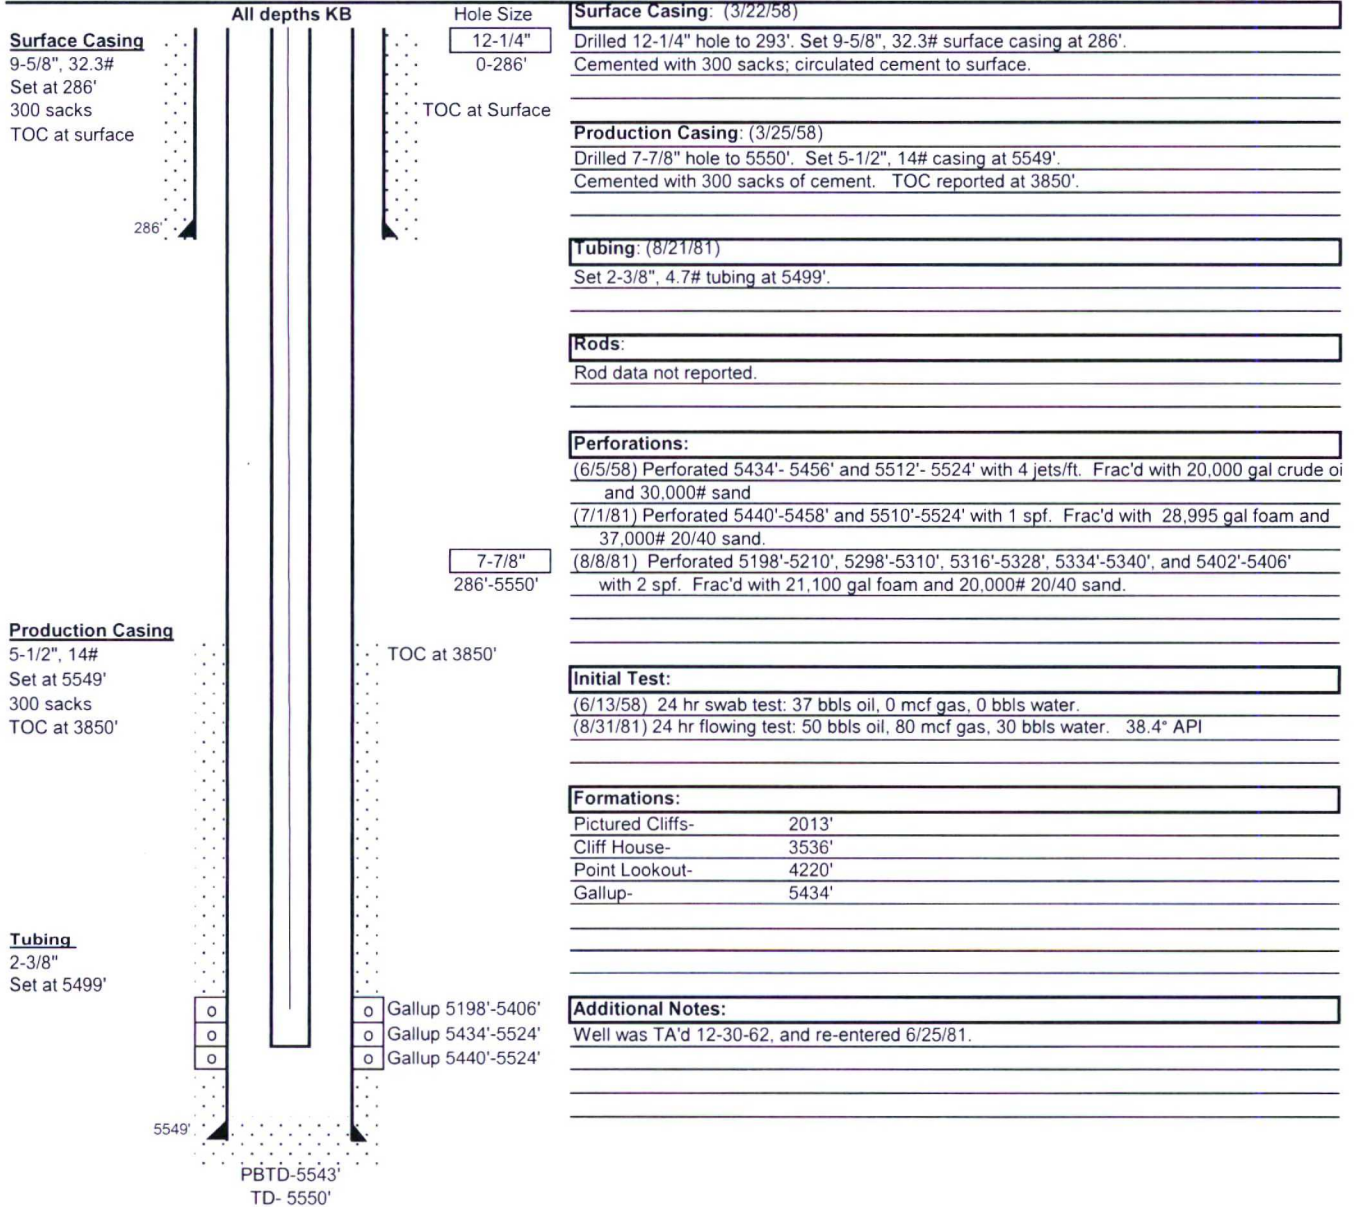 All depths KB
Hole Size
Surface Casing
9-5/8", 32.3#
Set at 286'
300 sacks
TOC at surface
286'
12-1/4"
0-286'
TOC at Surface
Surface Casing: (3/22/58)
Drilled 12-1/4" hole to 293'. Set 9-5/8", 32.3# surface casing at 286'.
Cemented with 300 sacks; circulated cement to surface.
Production Casing: (3/25/58)
Drilled 7-7/8" hole to 5550'. Set 5-1/2", 14# casing at 5549'.
Cemented with 300 sacks of cement. TOC reported at 3850'.
Tubing: (8/21/81)
Set 2-3/8", 4.7# tubing at 5499'.
Rods:
Rod data not reported.
Perforations:
(6/5/58) Perforated 5434'- 5456' and 5512'- 5524' with 4 jets/ft. Frac'd with 20,000 gal crude oi
and 30,000# sand
(7/1/81) Perforated 5440'-5458' and 5510'-5524' with 1 spf. Frac'd with 28,995 gal foam and
37,000# 20/40 sand.
(8/8/81) Perforated 5198'-5210', 5298'-5310', 5316'-5328', 5334'-5340', and 5402'-5406'
with 2 spf. Frac'd with 21,100 gal foam and 20,000# 20/40 sand.
7-7/8"
286'-5550'
Production Casing
5-1/2", 14#
Set at 5549'
300 sacks
TOC at 3850'
TOC at 3850'
Initial Test:
(6/13/58) 24 hr swab test: 37 bbls oil, 0 mcf gas, 0 bbls water.
(8/31/81) 24 hr flowing test: 50 bbls oil, 80 mcf gas, 30 bbls water. 38.4° API
Formations:
Pictured Cliffs- 2013'
Cliff House- 3536'
Point Lookout- 4220'
Gallup- 5434'
Tubing
2-3/8"
Set at 5499'
o o Gallup 5198'-5406'
o o Gallup 5434'-5524'
o o Gallup 5440'-5524'
Additional Notes:
Well was TA'd 12-30-62, and re-entered 6/25/81.
5549'
PBTD-5543'
TD- 5550'